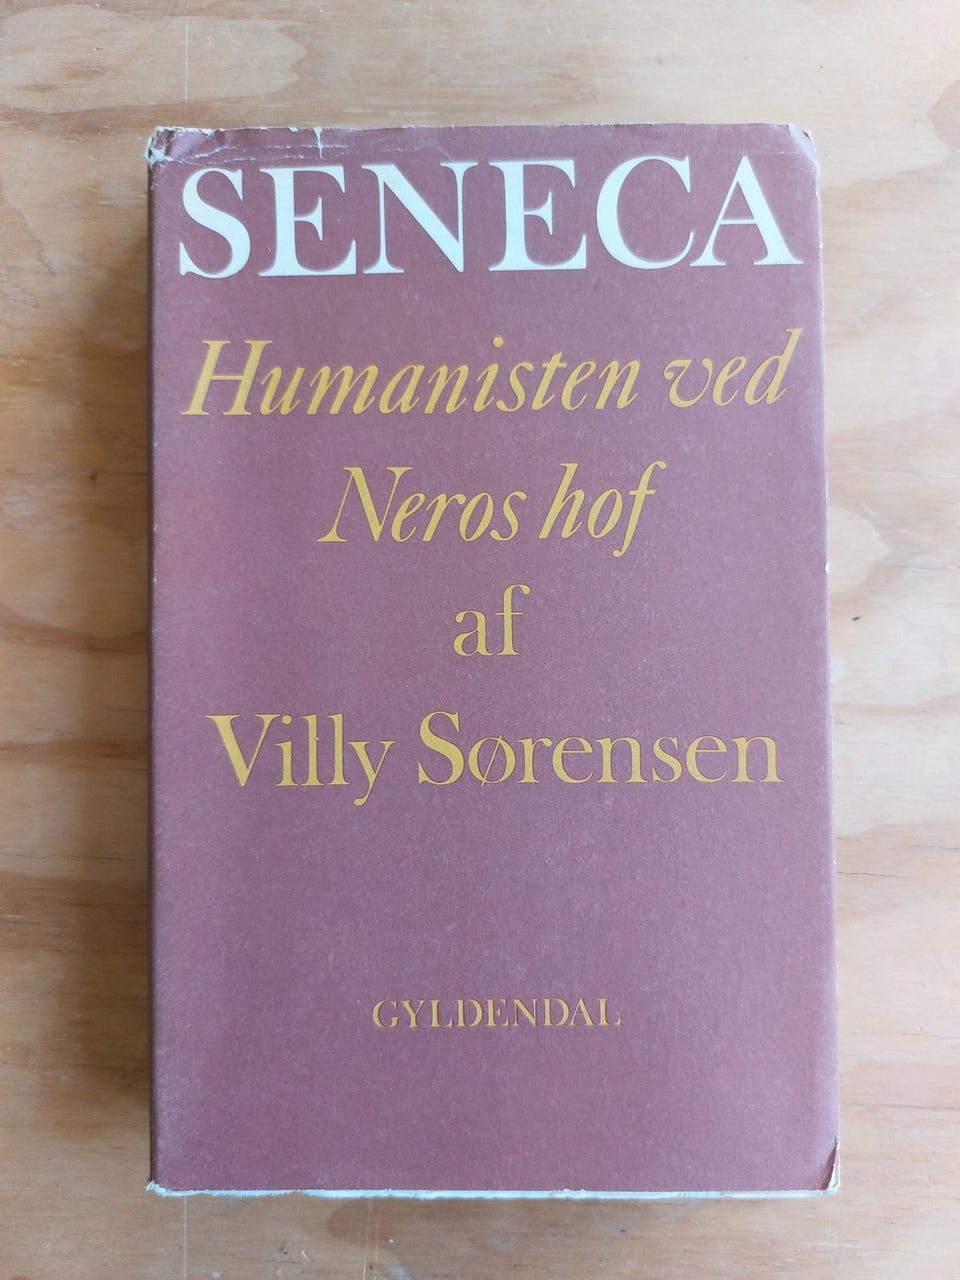 SENECA
Humanisten ved
Neros hof
af
Villy Sørensen
GYLDENDAL